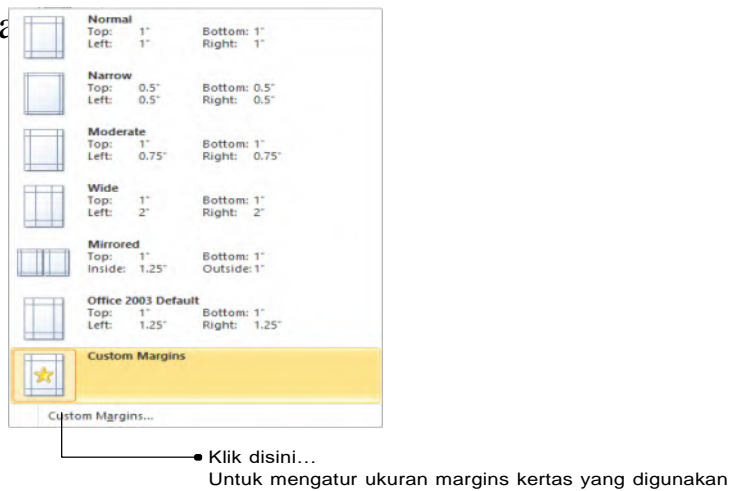 a
Normal
Top: 1" Bottom: 1"
Left: 1" Right: 1"
Narrow
Top: 0.5" Bottom: 0.5"
Left: 0.5" Right: 0.5"
Moderate
Top: 1" Bottom: 1"
Left: 0.75" Right: 0.75"
Wide
Top: 1" Bottom: 1"
Left: 2" Right: 2"
Mirrored
Top: 1" Bottom: 1"
Inside: 1.25" Outside: 1"
Office 2003 Default
Top: 1" Bottom: 1"
Left: 1.25" Right: 1.25"
Custom Margins
Custom Margins...
Klik disini…
Untuk mengatur ukuran margins kertas yang digunakan